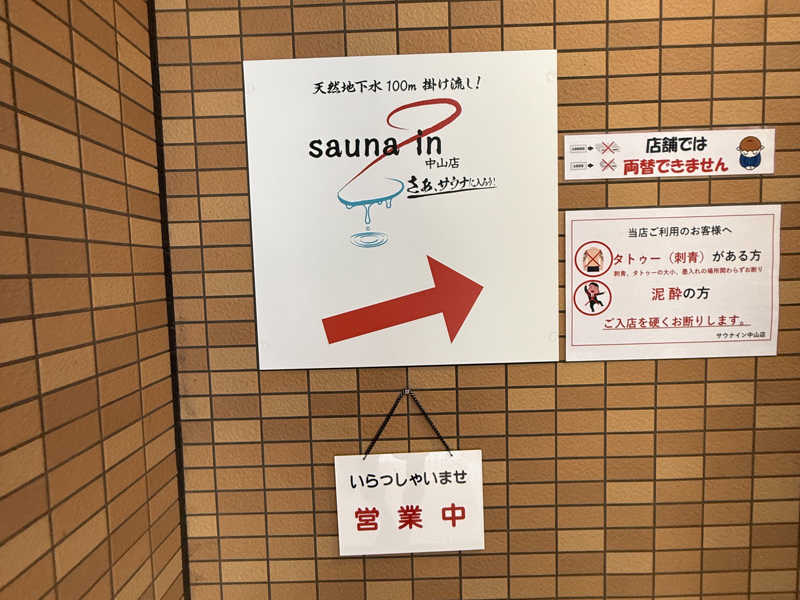 天然地下水100m 掛け流し!
sauna in
中山店
さあ、サウナに入ろう!
店舗では
両替できません
当店ご利用のお客様へ
タトゥー（刺青）がある方
刺青、タトゥーの大小、墨入れの場所関わらずお断り
泥酔の方
ご入店を硬くお断りします。
サウナイン中山店
いらっしゃいませ
営業中